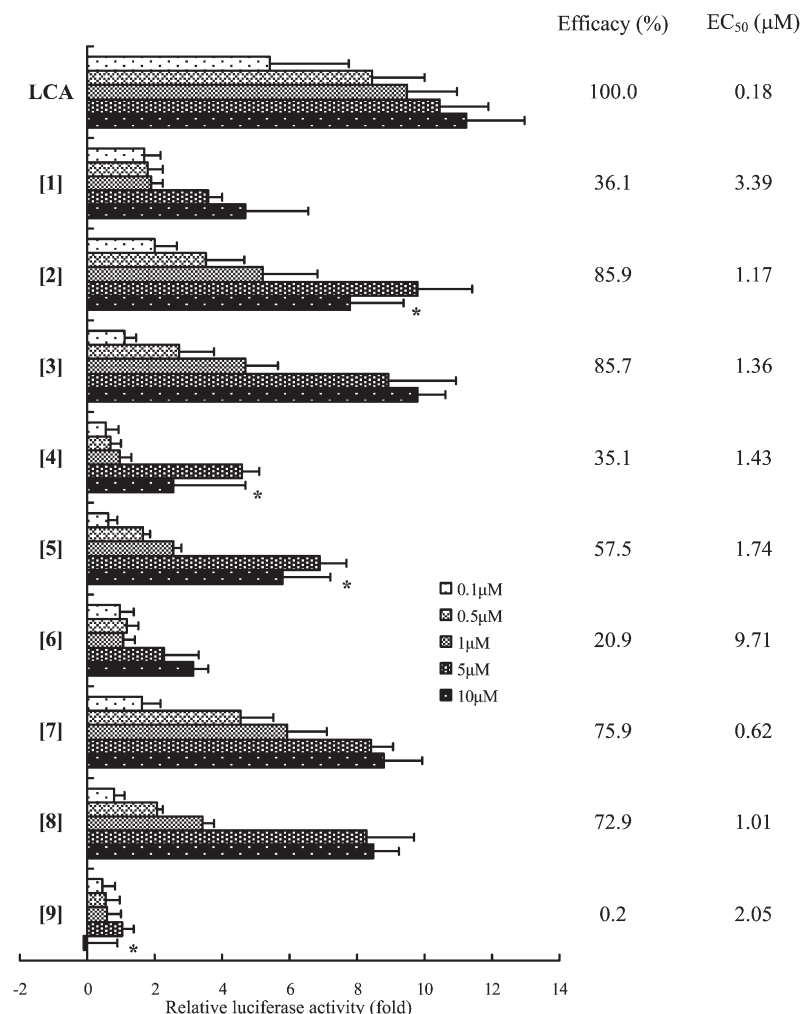 Efficacy (%) EC50 (μM)
LCA 100.0 0.18
[1] 36.1 3.39
[2] 85.9 1.17
*
[3] 85.7 1.36
[4] 35.1 1.43
*
[5] 57.5 1.74
*
0.1μM
0.5μM
[6] 1μM 20.9 9.71
5μM
10μM
[7] 75.9 0.62
[8] 72.9 1.01
[9] 0.2 2.05
*
-2 0 2 4 6 8 10 12 14
Relative luciferase activity (fold)